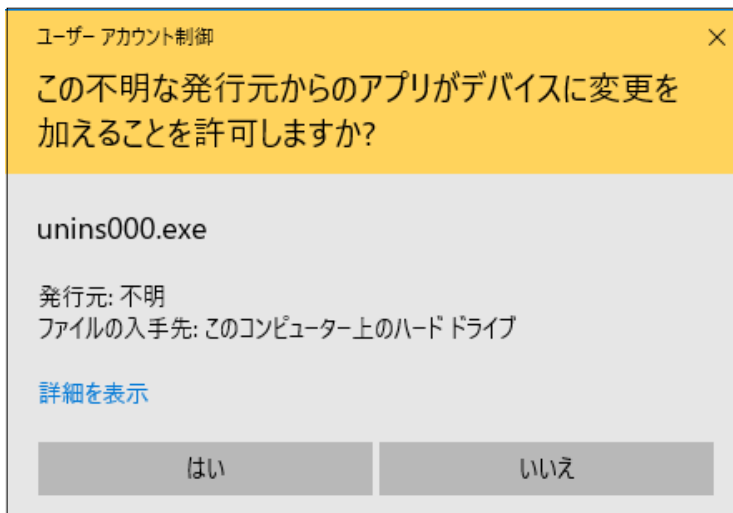 ユーザー アカウント制御
この不明な発行元からのアプリがデバイスに変更を
加えることを許可しますか?
unins000.exe
発行元: 不明
ファイルの入手先: このコンピューター上のハード ドライブ
詳細を表示
はい
いいえ